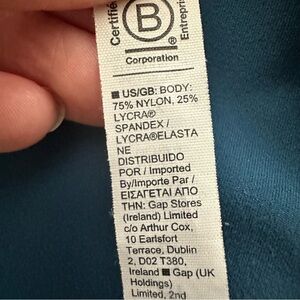 Certifié
B
®
Entrepri
Corporation
■ US/GB: BODY:
75% NYLON, 25%
LYCRA®
SPANDEX /
LYCRA®ELASTA
NE
DISTRIBUIDO
POR / Imported
By/Importe Par /
ΕΙΣΑΓΕΤΑΙ ΑΠΟ
ΤΗΝ: Gap Stores
(Ireland) Limited
c/o Arthur Cox,
10 Earlsfort
Terrace, Dublin
2, D02 T380,
Ireland ■ Gap (UK
Holdings)
Limited, 2nd